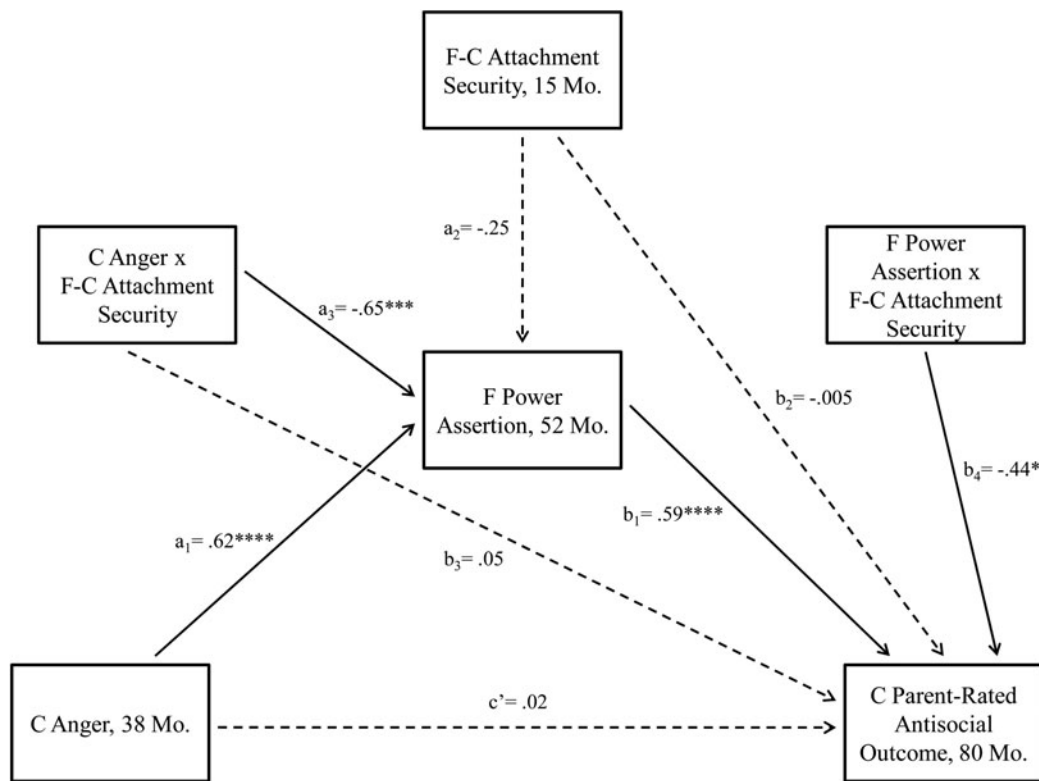 F-C Attachment
Security, 15 Mo.
a₂= -.25
C Anger x
F-C Attachment
Security
F Power
Assertion x
F-C Attachment
Security
a₃= -.65***
F Power
Assertion, 52 Mo.
b₂= -.005
b₄= -.44*
b₁= .59****
a₁= .62****
b₃= .05
C Anger, 38 Mo.
c’= .02
C Parent-Rated
Antisocial
Outcome, 80 Mo.